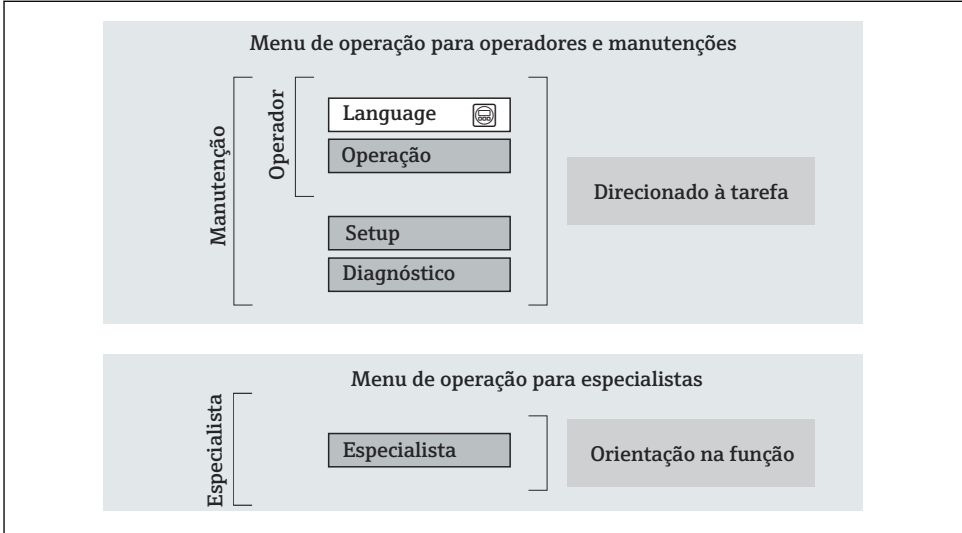 Menu de operação para operadores e manutenções
Manutenção
Operador
Language
Operação
Setup
Diagnóstico
Direcionado à tarefa
Menu de operação para especialistas
Especialista
Especialista
Orientação na função